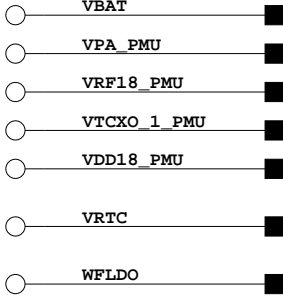 VBAT
VPA_PMU
VRF18_PMU
VTCXO_1_PMU
VDD18_PMU
VRTC
WFLDO